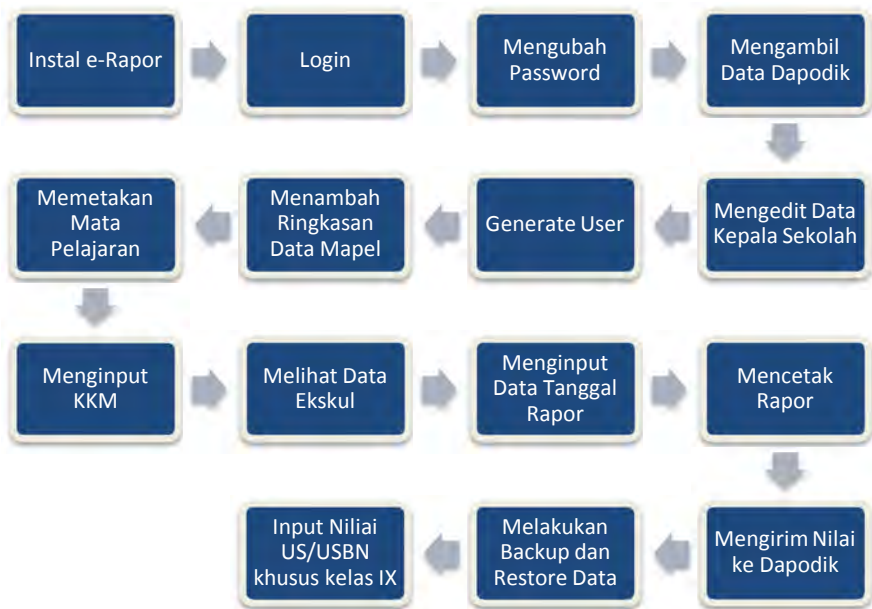 Instal e-Rapor
Login
Mengubah
Password
Mengambil
Data Dapodik
Mengedit Data
Kepala Sekolah
Generate User
Menambah
Ringkasan
Data Mapel
Memetakan
Mata
Pelajaran
Menginput
KKM
Melihat Data
Ekskul
Menginput
Data Tanggal
Rapor
Mencetak
Rapor
Mengirim Nilai
ke Dapodik
Melakukan
Backup dan
Restore Data
Input Niliai
US/USBN
khusus kelas IX